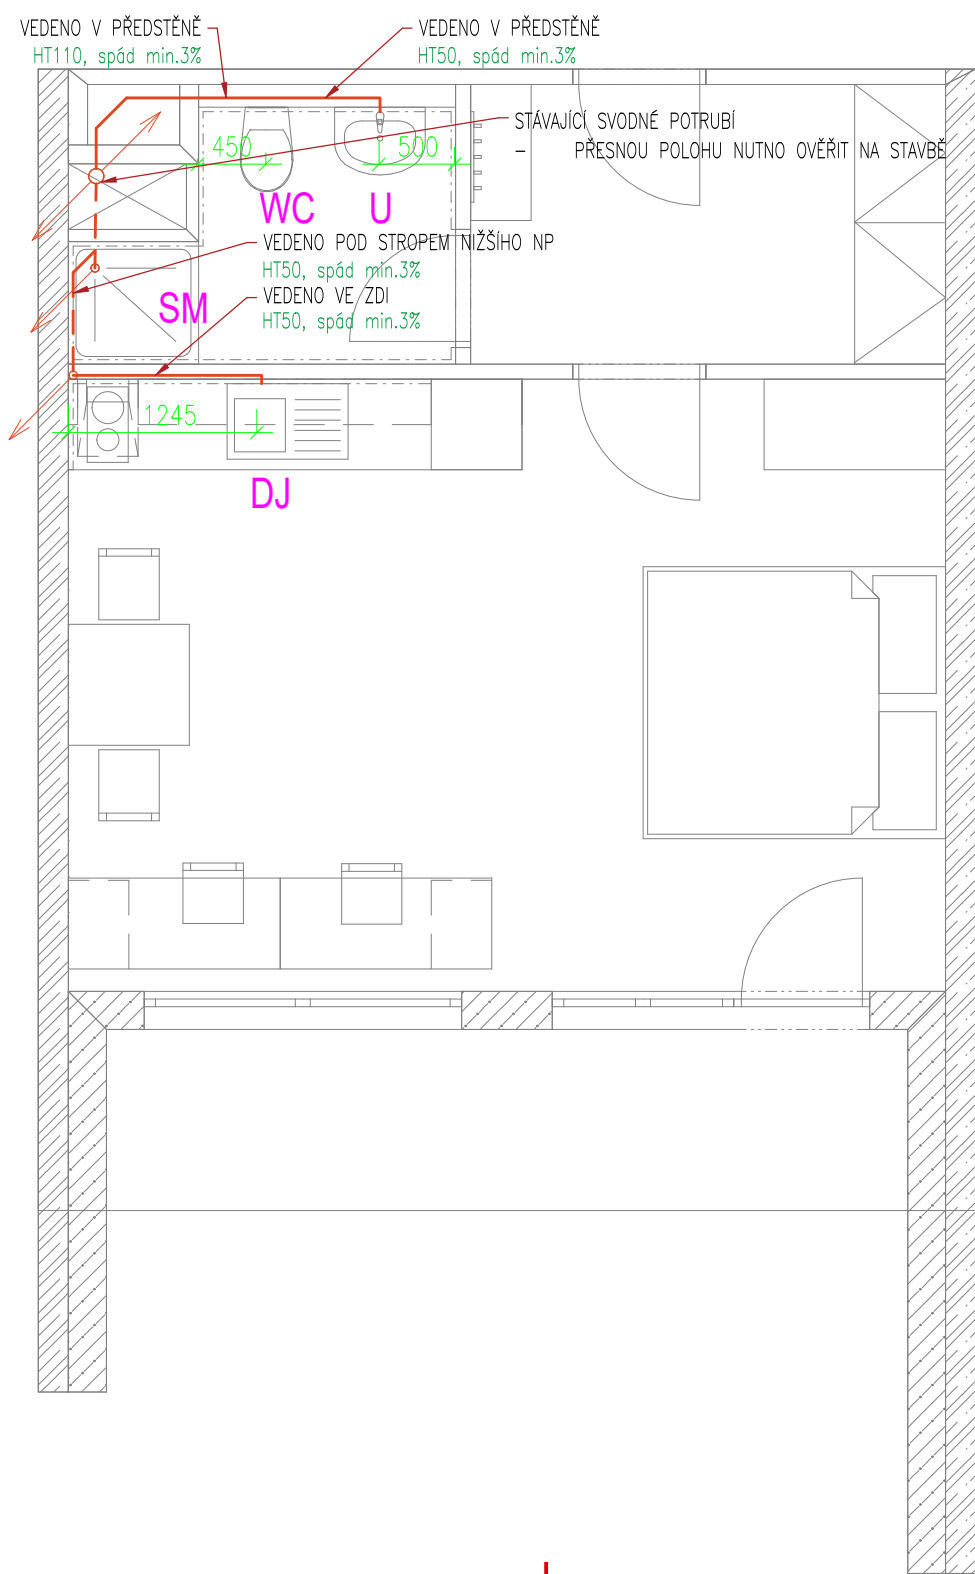 VEDENO V PŘEDSTĚNĚ
HT110, spád min.3%
VEDENO V PŘEDSTĚNĚ
HT50, spád min.3%
STÁVAJÍCÍ SVODNÉ POTRUBÍ
- PŘESNOU POLOHU NUTNO OVĚŘIT NA STAVBĚ
450
500
WC
U
VEDENO POD STROPEM NIŽŠÍHO NP
HT50, spád min.3%
SM
VEDENO VE ZDI
HT50, spád min.3%
1245
DJ